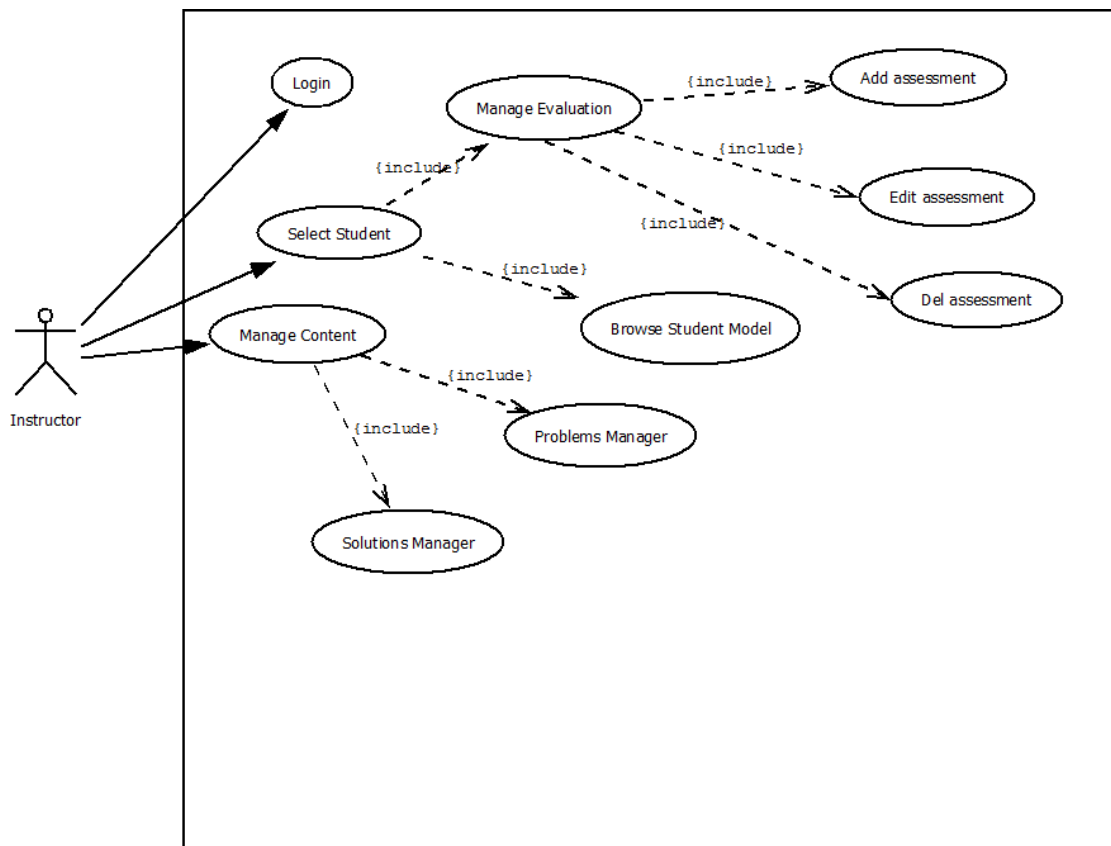 Login
Manage Evaluation
{include}
Add assessment
{include}
Edit assessment
{include}
Select Student
{include}
{include}
Del assessment
Browse Student Model
Manage Content
{include}
Problems Manager
{include}
Solutions Manager
Instructor